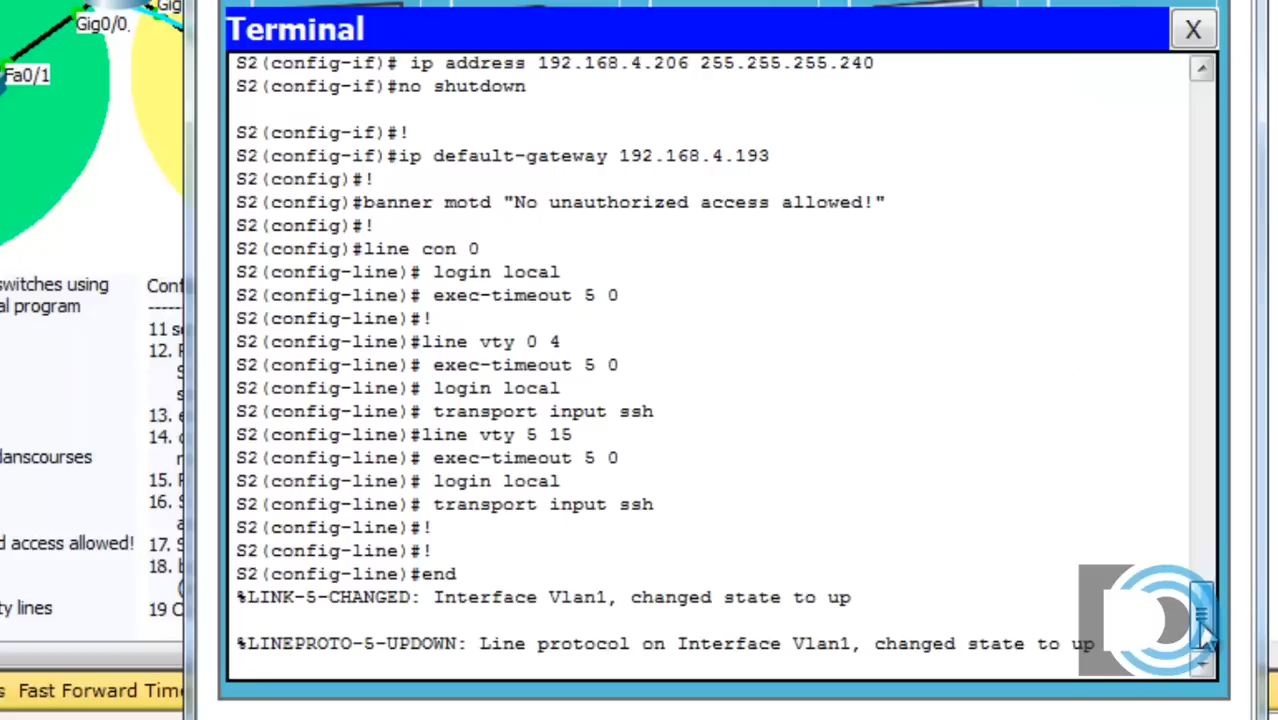 Gig0/0.
Gig
Fa0/1
switches using
al program
lanscourses
d access allowed!
ty lines
Conf
----------
11 se
12. F
S
s
13. e
14. c
r
15. F
16. S
a
17. S
18. b
(
19 C
s Fast Forward Time
Terminal
X
S2(config-if)# ip address 192.168.4.206 255.255.255.240
S2(config-if)#no shutdown
S2(config-if)#!
S2(config-if)#ip default-gateway 192.168.4.193
S2(config)#!
S2(config)#banner motd "No unauthorized access allowed!"
S2(config)#!
S2(config)#line con 0
S2(config-line)# login local
S2(config-line)# exec-timeout 5 0
S2(config-line)#!
S2(config-line)#line vty 0 4
S2(config-line)# exec-timeout 5 0
S2(config-line)# login local
S2(config-line)# transport input ssh
S2(config-line)#line vty 5 15
S2(config-line)# exec-timeout 5 0
S2(config-line)# login local
S2(config-line)# transport input ssh
S2(config-line)#!
S2(config-line)#!
S2(config-line)#end
%LINK-5-CHANGED: Interface Vlan1, changed state to up
%LINEPROTO-5-UPDOWN: Line protocol on Interface Vlan1, changed state to up